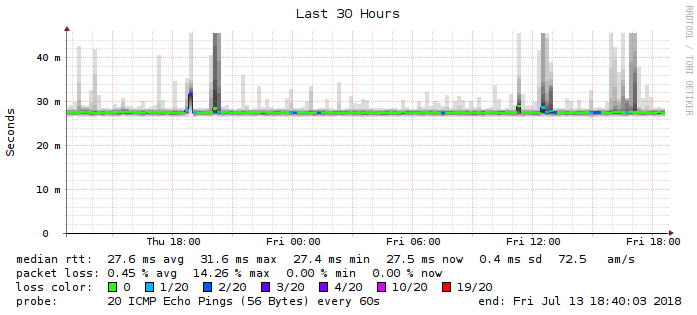 Last 30 Hours
RRDTOOL / TOBI OETIKER
Seconds
40 m
30 m
20 m
10 m
0
Thu 18:00 Fri 00:00 Fri 06:00 Fri 12:00 Fri 18:00
median rtt: 27.6 ms avg 31.6 ms max 27.4 ms min 27.5 ms now 0.4 ms sd 72.5 am/s
packet loss: 0.45 % avg 14.26 % max 0.00 % min 0.00 % now
loss color: 0 1/20 2/20 3/20 4/20 10/20 19/20
probe: 20 ICMP Echo Pings (56 Bytes) every 60s end: Fri Jul 13 18:40:03 2018